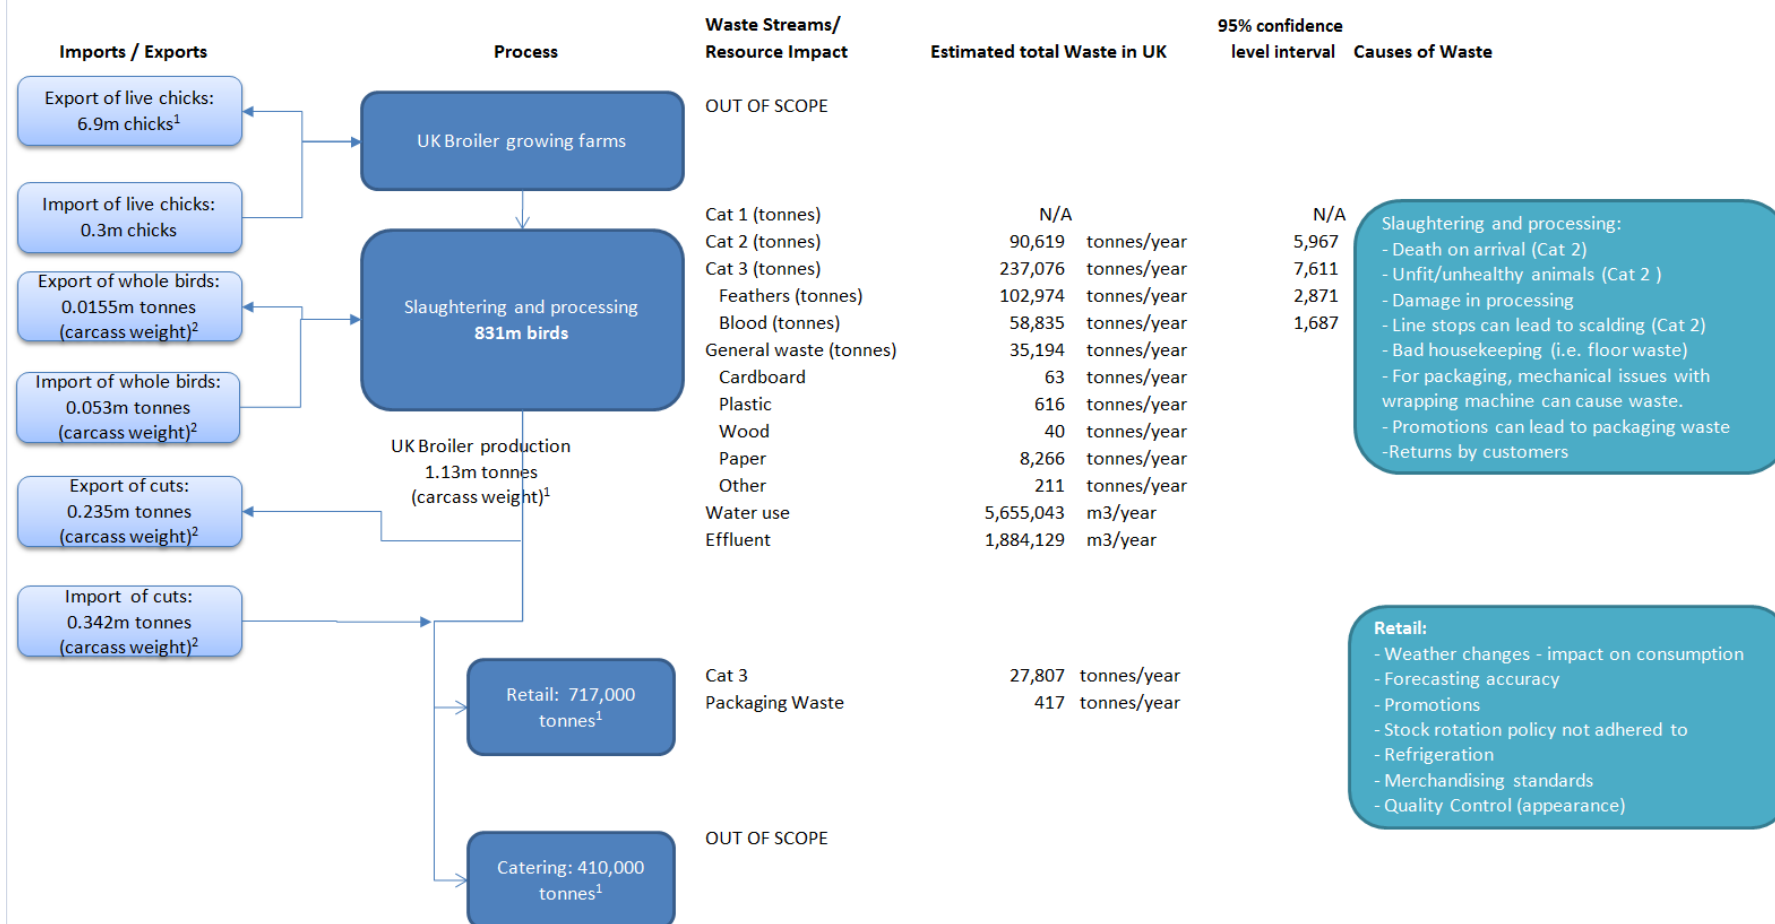 Imports / Exports
Process
Waste Streams/
Resource Impact
Estimated total Waste in UK
95% confidence
level interval
Causes of Waste
Export of live chicks:
6.9m chicks¹
UK Broiler growing farms
OUT OF SCOPE
Import of live chicks:
0.3m chicks
Export of whole birds:
0.0155m tonnes
(carcass weight)²
Import of whole birds:
0.053m tonnes
(carcass weight)²
Slaughtering and processing
831m birds
UK Broiler production
1.13m tonnes
(carcass weight)¹
Export of cuts:
0.235m tonnes
(carcass weight)²
Import of cuts:
0.342m tonnes
(carcass weight)²
Cat 1 (tonnes) N/A N/A
Cat 2 (tonnes) 90,619 tonnes/year 5,967
Cat 3 (tonnes) 237,076 tonnes/year 7,611
Feathers (tonnes) 102,974 tonnes/year 2,871
Blood (tonnes) 58,835 tonnes/year 1,687
General waste (tonnes) 35,194 tonnes/year
Cardboard 63 tonnes/year
Plastic 616 tonnes/year
Wood 40 tonnes/year
Paper 8,266 tonnes/year
Other 211 tonnes/year
Water use 5,655,043 m3/year
Effluent 1,884,129 m3/year
Slaughtering and processing:
- Death on arrival (Cat 2)
- Unfit/unhealthy animals (Cat 2 )
- Damage in processing
- Line stops can lead to scalding (Cat 2)
- Bad housekeeping (i.e. floor waste)
- For packaging, mechanical issues with
wrapping machine can cause waste.
- Promotions can lead to packaging waste
-Returns by customers
Retail: 717,000
tonnes¹
Cat 3 27,807 tonnes/year
Packaging Waste 417 tonnes/year
Retail:
- Weather changes - impact on consumption
- Forecasting accuracy
- Promotions
- Stock rotation policy not adhered to
- Refrigeration
- Merchandising standards
- Quality Control (appearance)
Catering: 410,000
tonnes¹
OUT OF SCOPE